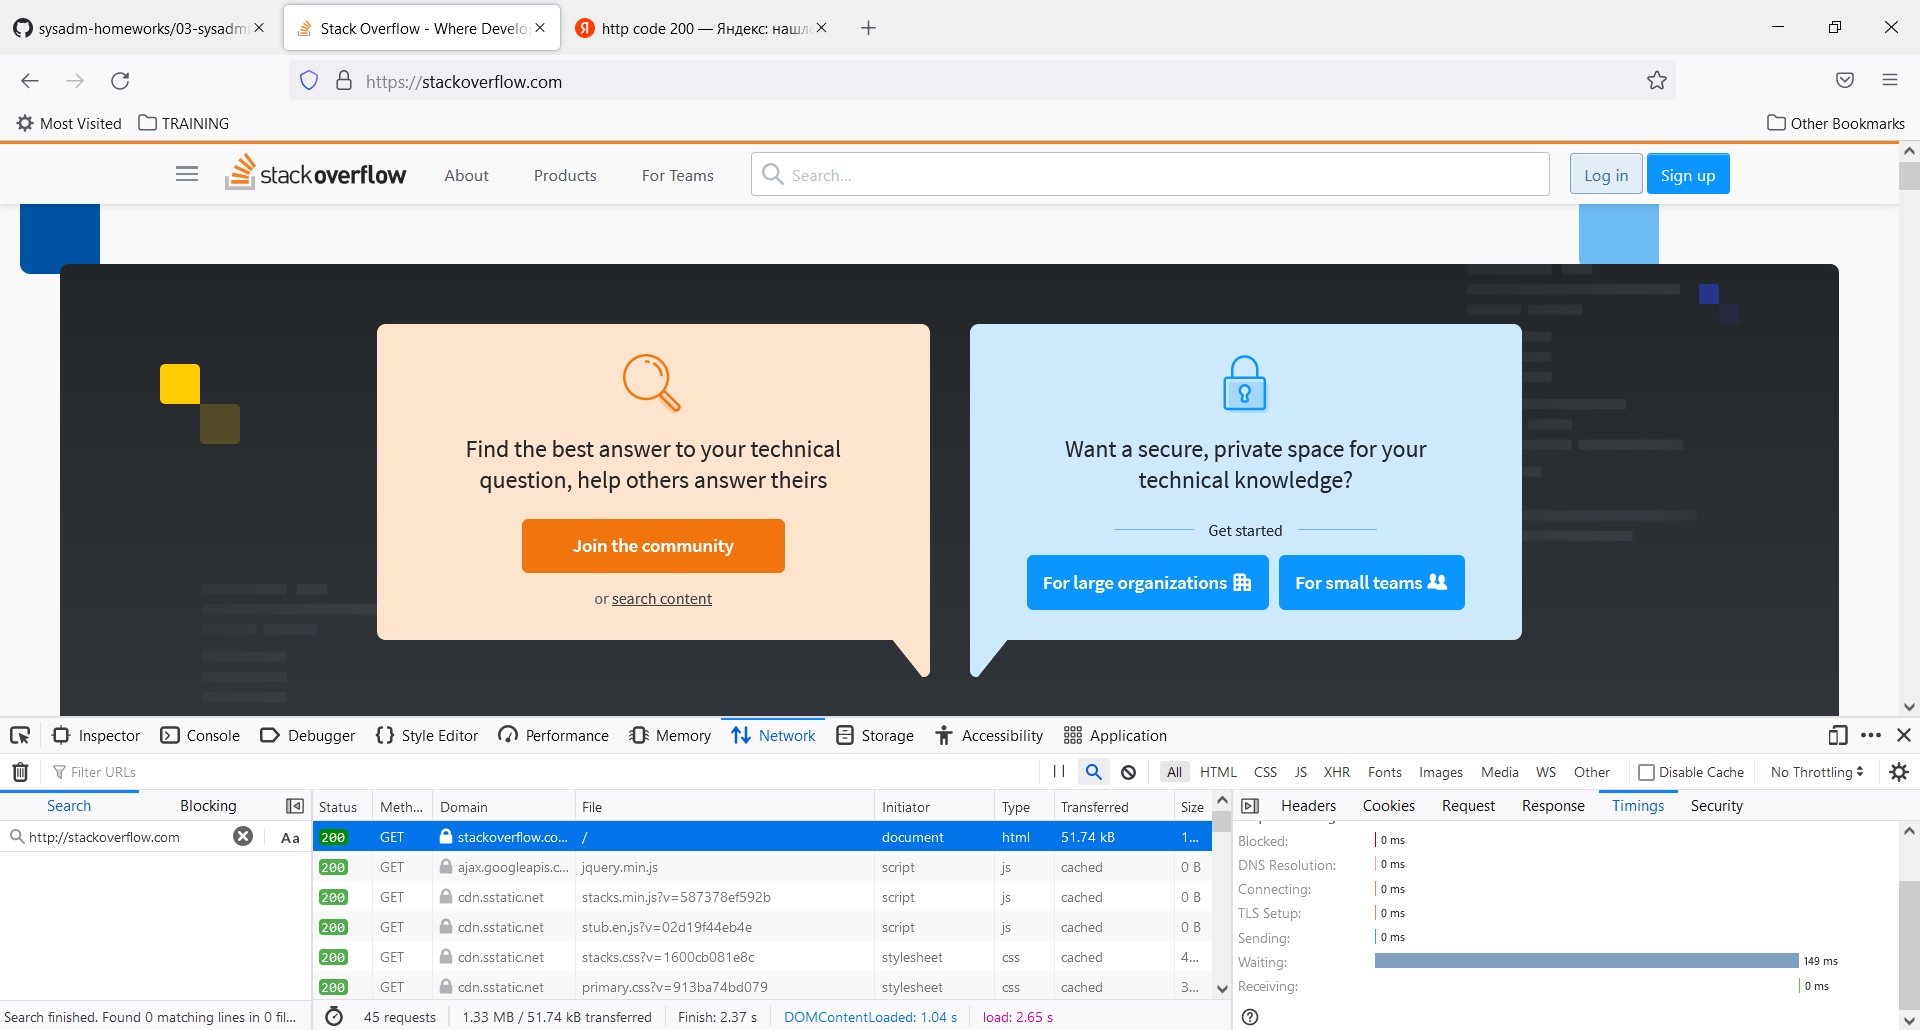 sysadm-homeworks/03-sysadmi
Stack Overflow - Where Develo
http code 200 — Яндекс: нашло
https://stackoverflow.com
Most Visited TRAINING Other Bookmarks
stackoverflow About Products For Teams Search... Log in Sign up
Find the best answer to your technical
question, help others answer theirs
Join the community
or search content
Want a secure, private space for your
technical knowledge?
Get started
For large organizations For small teams
Inspector Console Debugger Style Editor Performance Memory Network Storage Accessibility Application
Filter URLs All HTML CSS JS XHR Fonts Images Media WS Other Disable Cache No Throttling
Search Blocking
http://stackoverflow.com Aa
Search finished. Found 0 matching lines in 0 fil...
Status Meth... Domain File Initiator Type Transferred Size
200 GET stackoverflow.co... / document html 51.74 kB 1...
200 GET ajax.googleapis.c... jquery.min.js script js cached 0 B
200 GET cdn.sstatic.net stacks.min.js?v=587378ef592b script js cached 0 B
200 GET cdn.sstatic.net stub.en.js?v=02d19f44eb4e script js cached 0 B
200 GET cdn.sstatic.net stacks.css?v=1600cb081e8c stylesheet css cached 4...
200 GET cdn.sstatic.net primary.css?v=913ba74bd079 stylesheet css cached 3...
45 requests 1.33 MB / 51.74 kB transferred Finish: 2.37 s DOMContentLoaded: 1.04 s load: 2.65 s
Headers Cookies Request Response Timings Security
Blocked: 0 ms
DNS Resolution: 0 ms
Connecting: 0 ms
TLS Setup: 0 ms
Sending: 0 ms
Waiting: 149 ms
Receiving: 0 ms